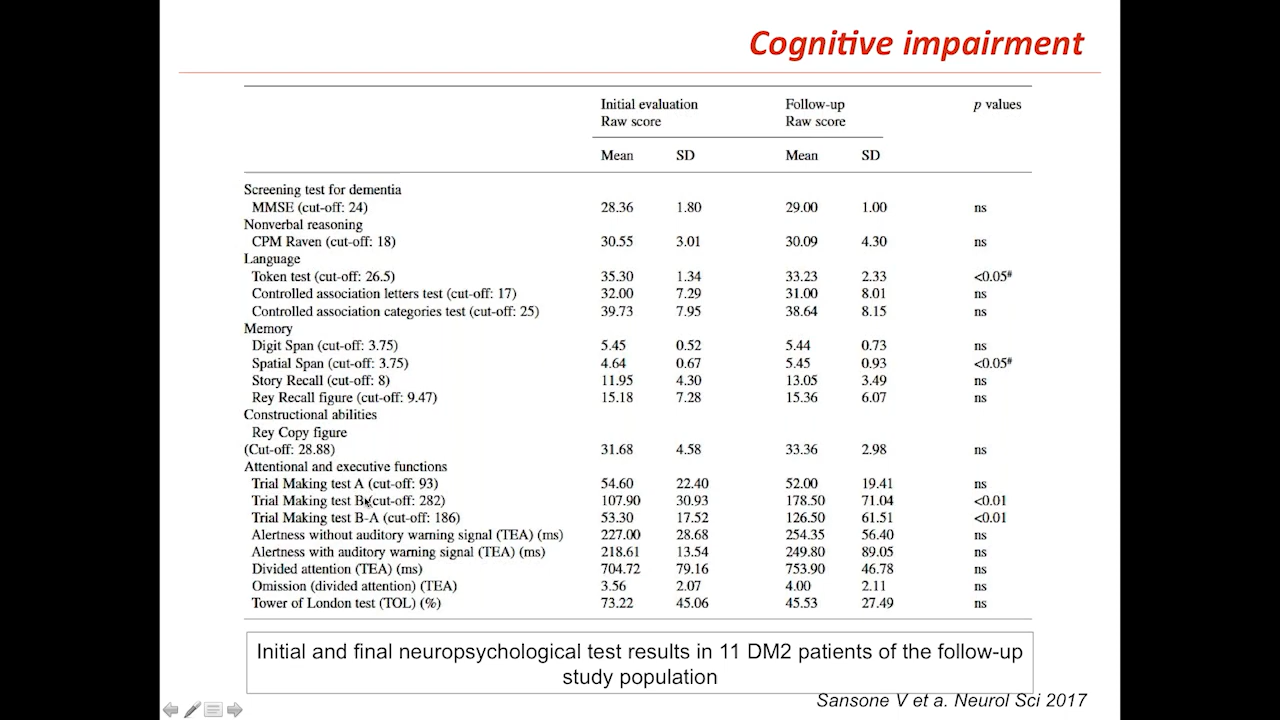 Cognitive impairment
Initial evaluation Follow-up p values
Raw score Raw score
Mean SD Mean SD
Screening test for dementia
MMSE (cut-off: 24) 28.36 1.80 29.00 1.00 ns
Nonverbal reasoning
CPM Raven (cut-off: 18) 30.55 3.01 30.09 4.30 ns
Language
Token test (cut-off: 26.5) 35.30 1.34 33.23 2.33 <0.05#
Controlled association letters test (cut-off: 17) 32.00 7.29 31.00 8.01 ns
Controlled association categories test (cut-off: 25) 39.73 7.95 38.64 8.15 ns
Memory
Digit Span (cut-off: 3.75) 5.45 0.52 5.44 0.73 ns
Spatial Span (cut-off: 3.75) 4.64 0.67 5.45 0.93 <0.05#
Story Recall (cut-off: 8) 11.95 4.30 13.05 3.49 ns
Rey Recall figure (cut-off: 9.47) 15.18 7.28 15.36 6.07 ns
Constructional abilities
Rey Copy figure
(Cut-off: 28.88) 31.68 4.58 33.36 2.98 ns
Attentional and executive functions
Trial Making test A (cut-off: 93) 54.60 22.40 52.00 19.41 ns
Trial Making test B (cut-off: 282) 107.90 30.93 178.50 71.04 <0.01
Trial Making test B-A (cut-off: 186) 53.30 17.52 126.50 61.51 <0.01
Alertness without auditory warning signal (TEA) (ms) 227.00 28.68 254.35 56.40 ns
Alertness with auditory warning signal (TEA) (ms) 218.61 13.54 249.80 89.05 ns
Divided attention (TEA) (ms) 704.72 79.16 753.90 46.78 ns
Omission (divided attention) (TEA) 3.56 2.07 4.00 2.11 ns
Tower of London test (TOL) (%) 73.22 45.06 45.53 27.49 ns
Initial and final neuropsychological test results in 11 DM2 patients of the follow-up
study population
Sansone V et a. Neurol Sci 2017